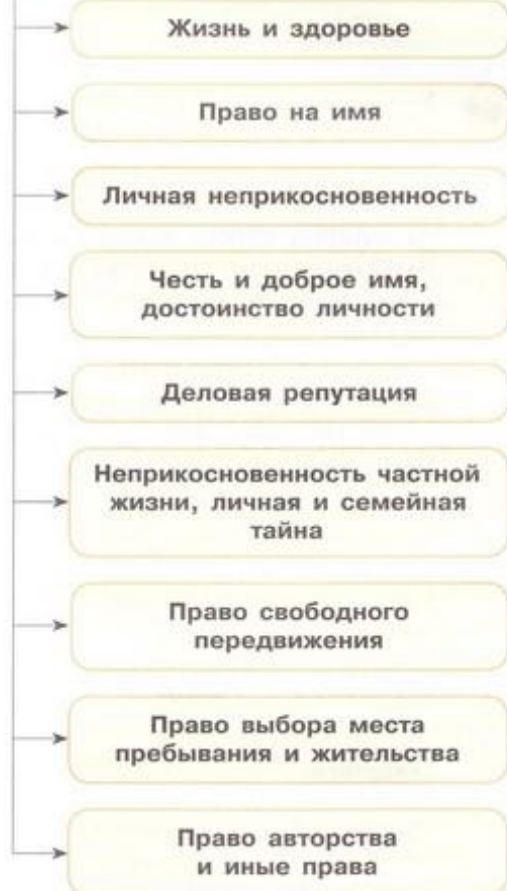 Жизнь и здоровье
Право на имя
Личная неприкосновенность
Честь и доброе имя,
достоинство личности
Деловая репутация
Неприкосновенность частной
жизни, личная и семейная
тайна
Право свободного
передвижения
Право выбора места
пребывания и жительства
Право авторства
и иные права